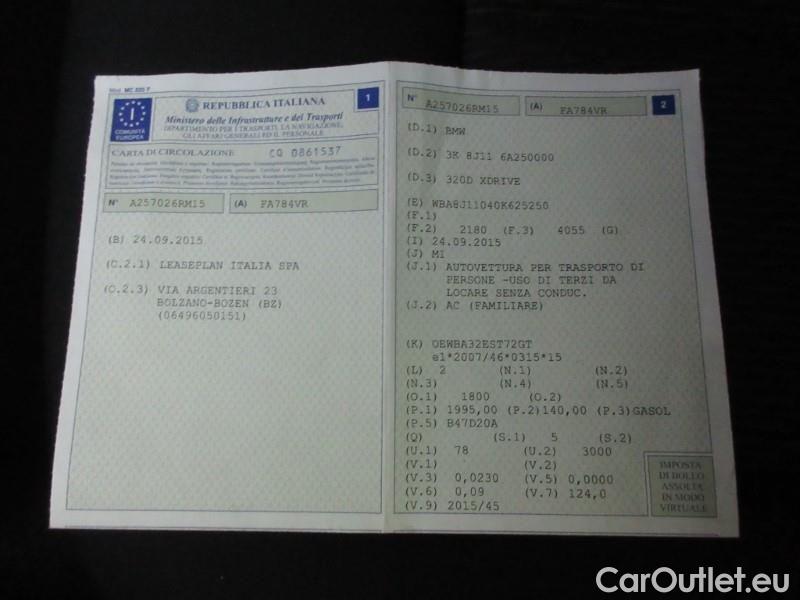 Mod. MC 820 F
I
COMUNITÀ
EUROPEA
REPUBBLICA ITALIANA
1
Ministero delle Infrastrutture e dei Trasporti
DIPARTIMENTO PER I TRASPORTI, LA NAVIGAZIONE,
GLI AFFARI GENERALI ED IL PERSONALE
CARTA DI CIRCOLAZIONE CQ 0861537
N° A257026RM15 (A) FA784VR
(B) 24.09.2015
(C.2.1) LEASEPLAN ITALIA SPA
(C.2.3) VIA ARGENTIERI 23
BOLZANO-BOZEN (BZ)
(06496050151)
N° A257026RM15 (A) FA784VR 2
(D.1) BMW
(D.2) 3K 8J11 6A250000
(D.3) 320D XDRIVE
(E) WBA8J11040K625250
(F.1)
(F.2) 2180 (F.3) 4055 (G)
(I) 24.09.2015
(J) MI
(J.1) AUTOVETTURA PER TRASPORTO DI
PERSONE -USO DI TERZI DA
LOCARE SENZA CONDUC.
(J.2) AC (FAMILIARE)
(K) OEWBA32EST72GT
e1*2007/46*0315*15
(L) 2 (N.1) (N.2)
(N.3) (N.4) (N.5)
(O.1) 1800 (O.2)
(P.1) 1995,00 (P.2)140,00 (P.3)GASOL
(P.5) B47D20A
(Q) (S.1) 5 (S.2)
(U.1) 78 (U.2) 3000
(V.1) (V.2)
(V.3) 0,0230 (V.5) 0,0000
(V.6) 0,09 (V.7) 124,0
(V.9) 2015/45
IMPOSTA
DI BOLLO
ASSOLTA
IN MODO
VIRTUALE
CarOutlet.eu